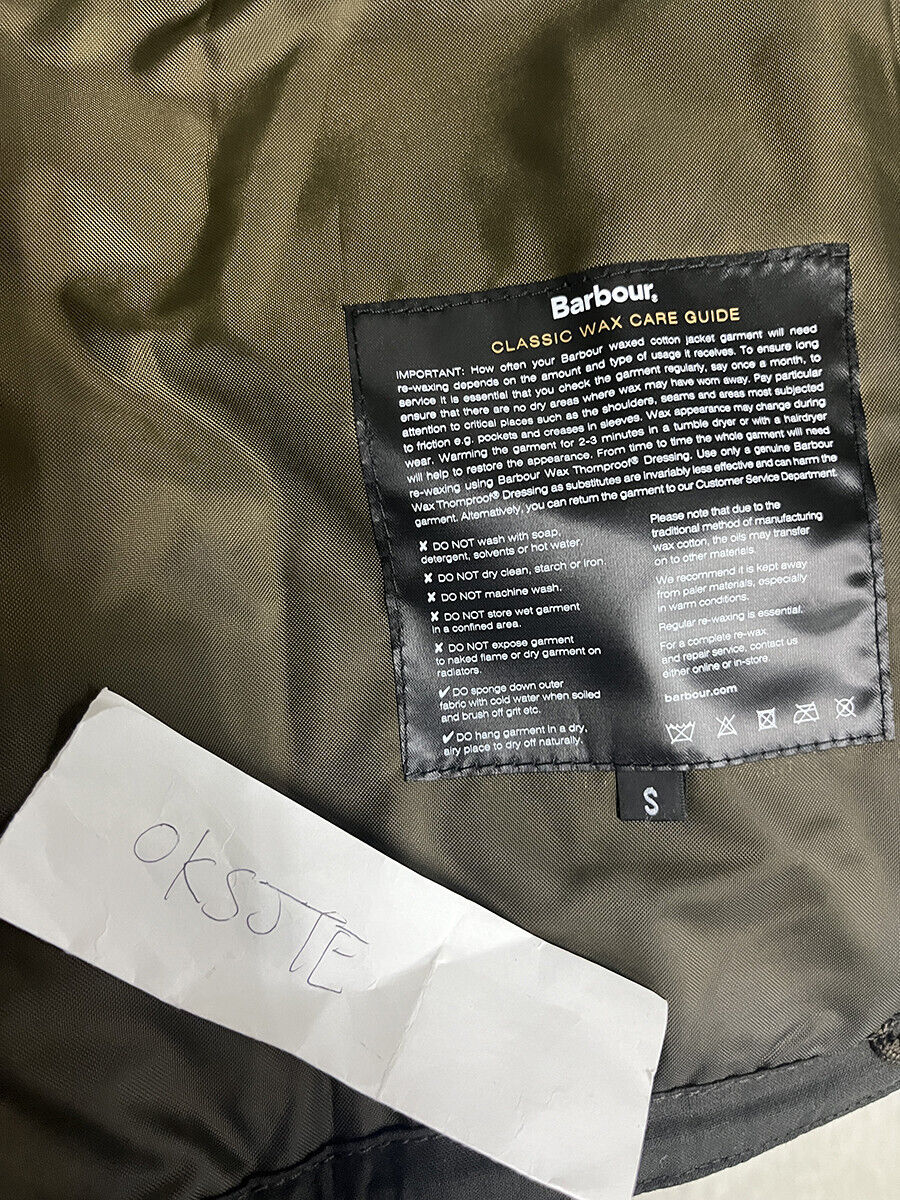 Barbour®
CLASSIC WAX CARE GUIDE
IMPORTANT: How often your Barbour waxed cotton jacket garment will need
re-waxing depends on the amount and type of usage it receives. To ensure long
service it is essential that you check the garment regularly, say once a month, to
ensure that there are no dry areas where wax may have worn away. Pay particular
attention to critical places such as the shoulders, seams and areas most subjected
to friction e.g. pockets and creases in sleeves. Wax appearance may change during
wear. Warming the garment for 2-3 minutes in a tumble dryer or with a hairdryer
will help to restore the appearance. From time to time the whole garment will need
re-waxing using Barbour Wax Thornproof® Dressing. Use only a genuine Barbour
Wax Thornproof® Dressing as substitutes are invariably less effective and can harm the
garment. Alternatively, you can return the garment to our Customer Service Department.
✘ DO NOT wash with soap,
detergent, solvents or hot water.
✘ DO NOT dry clean, starch or iron.
✘ DO NOT machine wash.
✘ DO NOT store wet garment
in a confined area.
✘ DO NOT expose garment
to naked flame or dry garment on
radiators.
✔ DO sponge down outer
fabric with cold water when soiled
and brush off grit etc.
✔ DO hang garment in a dry,
airy place to dry off naturally.
Please note that due to the
traditional method of manufacturing
wax cotton, the oils may transfer
on to other materials.
We recommend it is kept away
from paler materials, especially
in warm conditions.
Regular re-waxing is essential.
For a complete re-wax
and repair service, contact us
either online or in-store.
barbour.com
S
OKSJTE